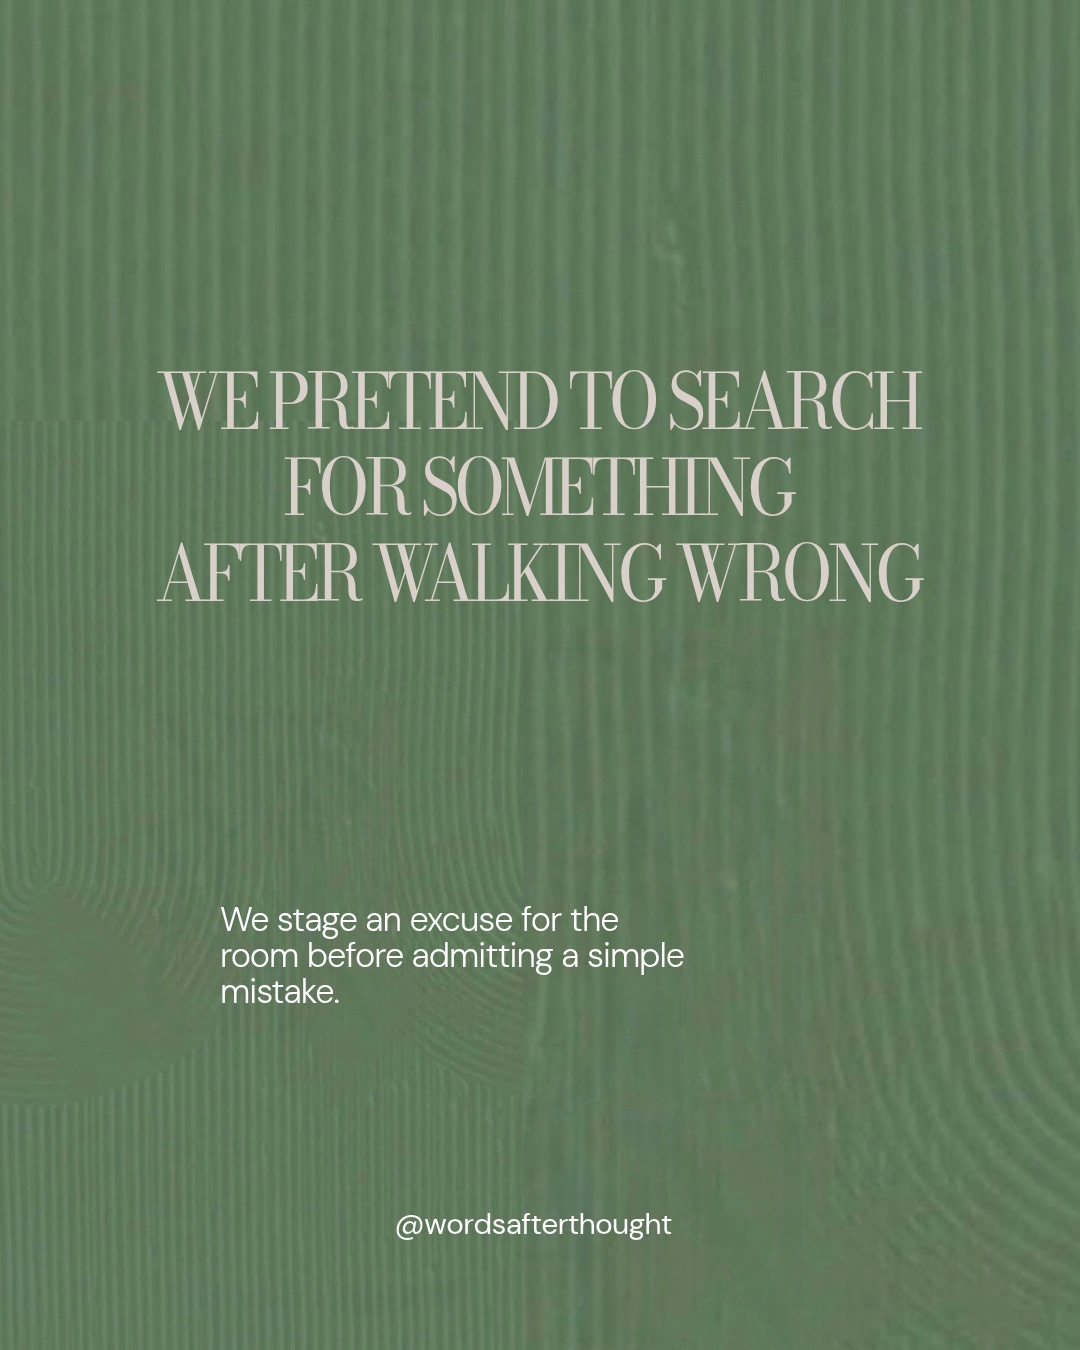 WE PRETEND TO SEARCH
FOR SOMETHING
AFTER WALKING WRONG
We stage an excuse for the
room before admitting a simple
mistake.
@wordsafterthought